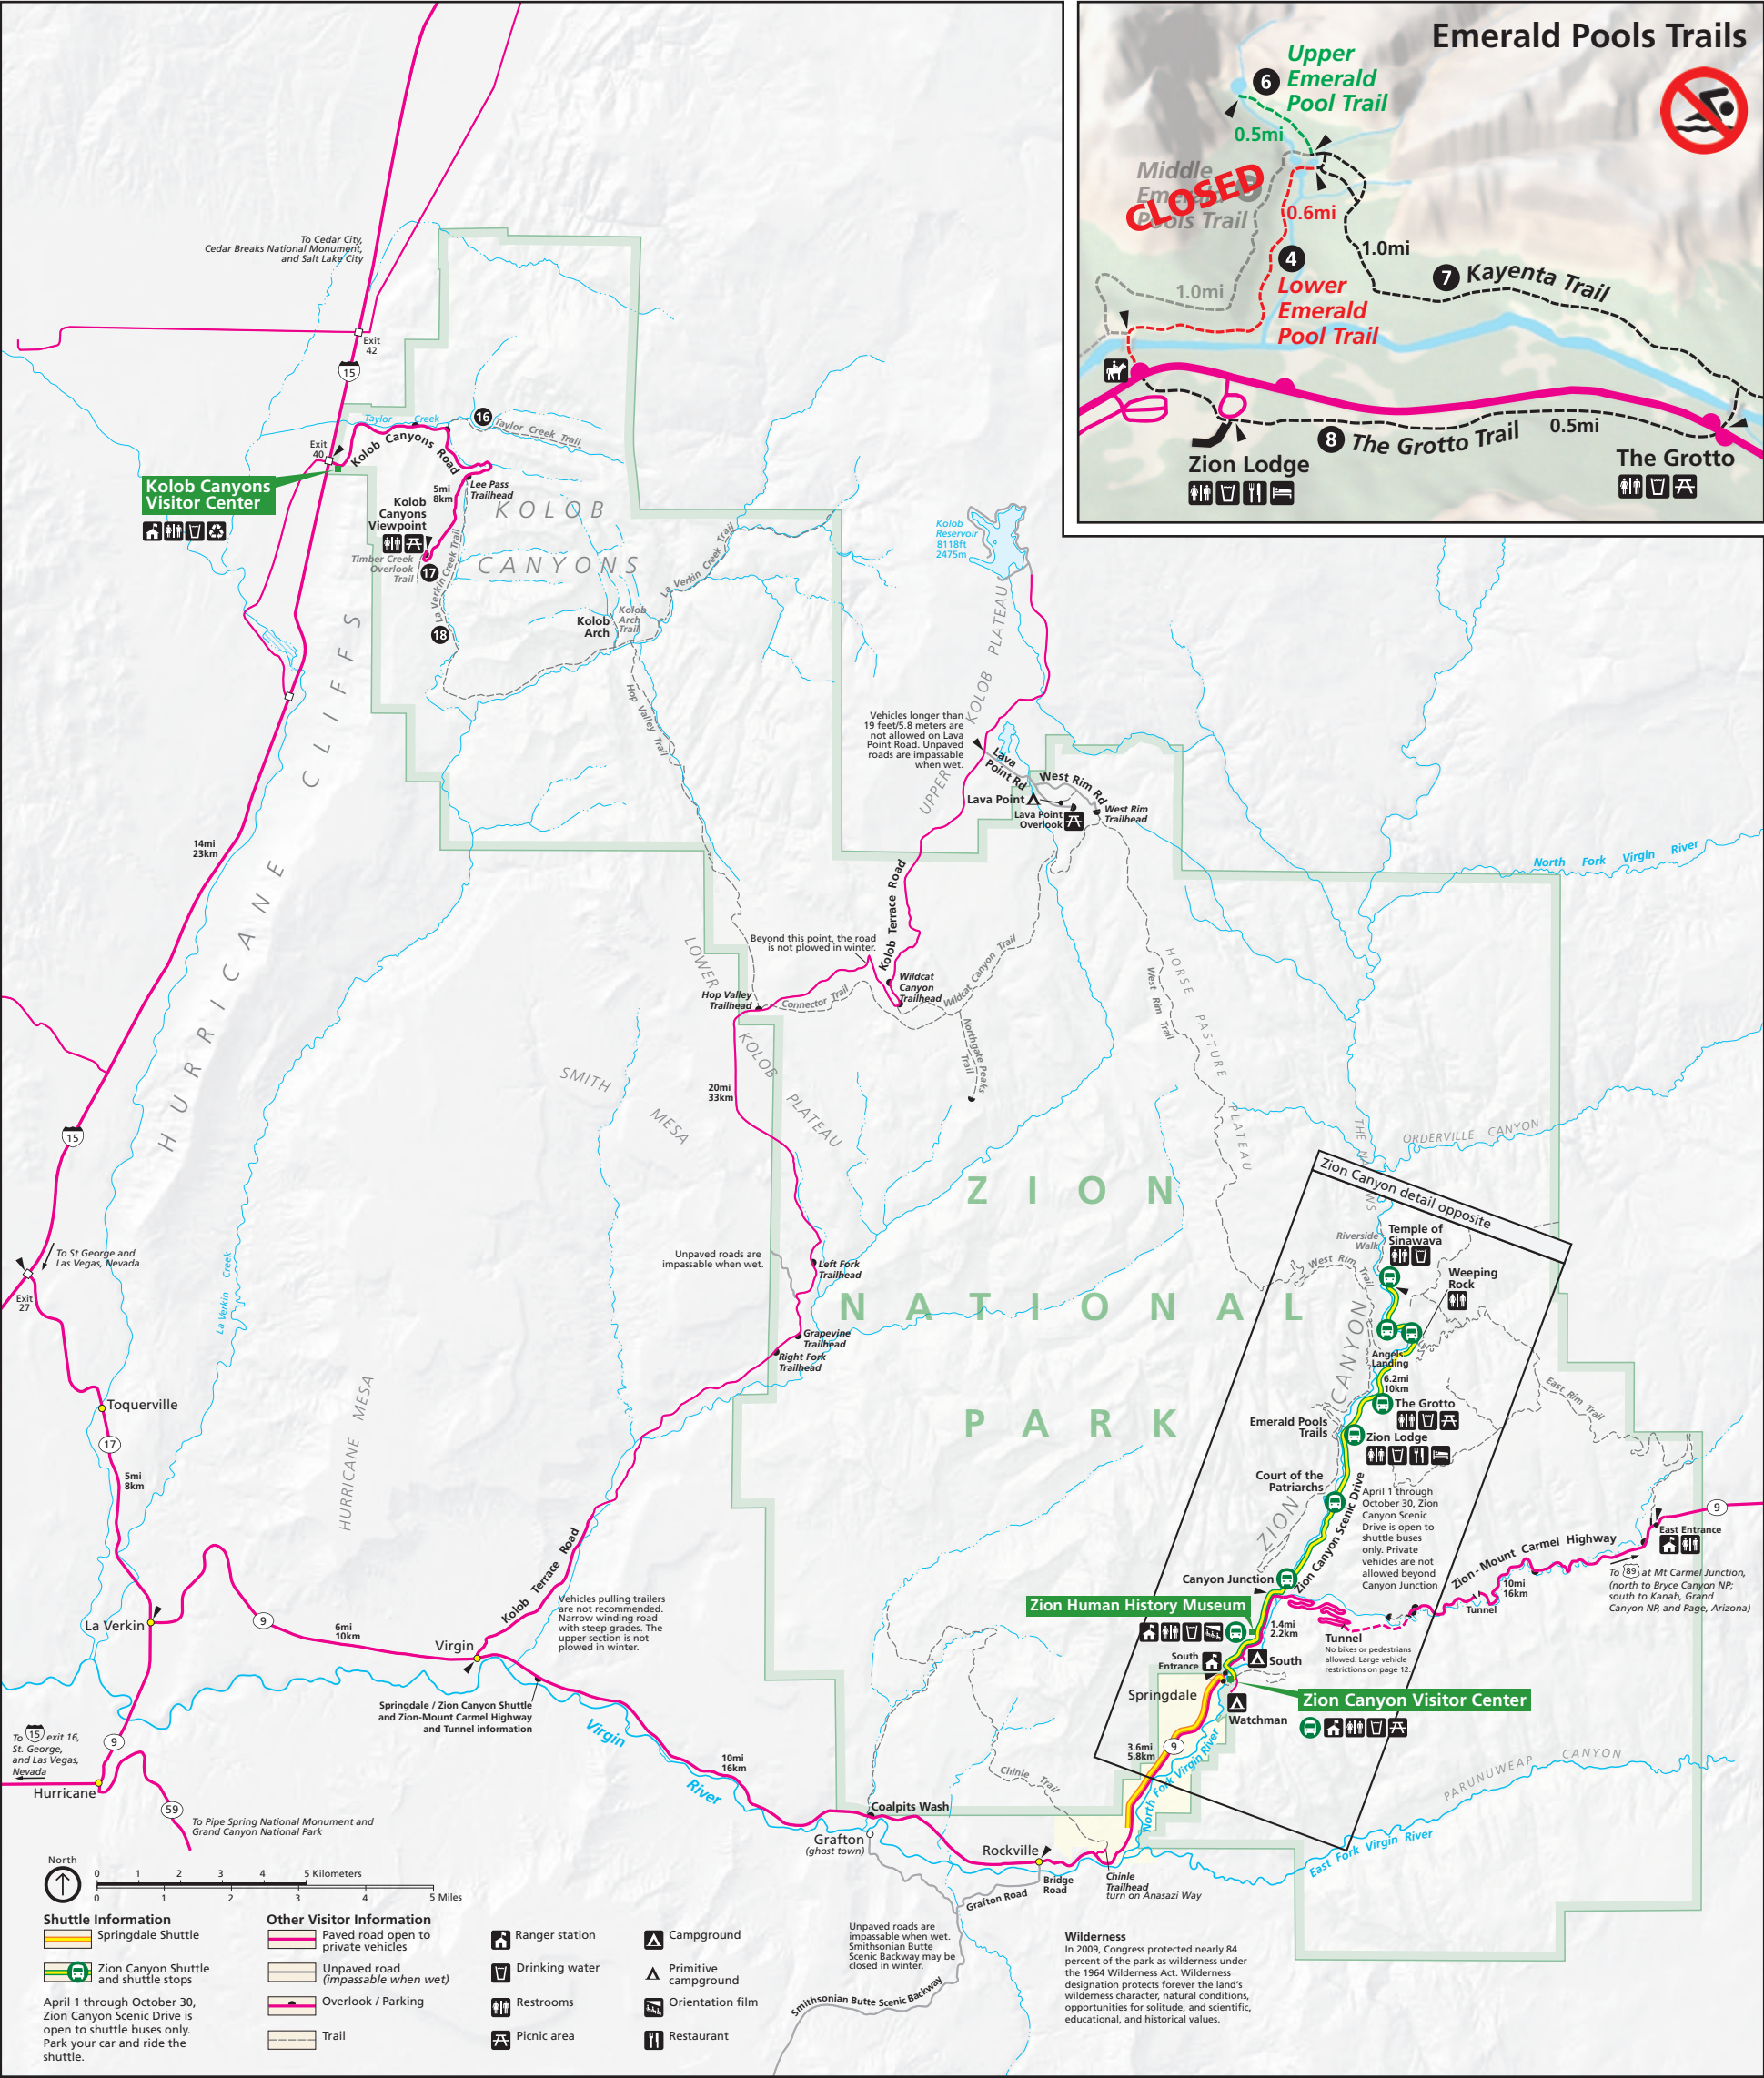 Emerald Pools Trails
6
Upper
Emerald
Pool Trail
0.5mi
Middle
Emerald
Pools Trail
CLOSED
0.6mi
1.0mi
4
Lower
Emerald
Pool Trail
1.0mi
7 Kayenta Trail
8 The Grotto Trail
0.5mi
Zion Lodge
The Grotto
To Cedar City,
Cedar Breaks National Monument,
and Salt Lake City
Exit
42
15
Taylor Creek
16
Taylor Creek Trail
Exit
40
Kolob Canyons Road
Kolob Canyons
Visitor Center
5mi
8km
Lee Pass
Trailhead
Kolob
Canyons
Viewpoint
Timber Creek
Overlook
Trail
17
La Verkin Creek Trail
18
KOLOB
CANYONS
La Verkin Creek Trail
Kolob
Arch
Kolob
Arch
Trail
Hop Valley Trail
Kolob
Reservoir
8118ft
2475m
UPPER KOLOB PLATEAU
Vehicles longer than
19 feet/5.8 meters are
not allowed on Lava
Point Road. Unpaved
roads are impassable
when wet.
Lava
Point Rd
West Rim Rd
Lava Point
Lava Point
Overlook
West Rim
Trailhead
14mi
23km
HURRICANE CLIFFS
North Fork Virgin River
Kolob Terrace Road
Beyond this point, the road
is not plowed in winter.
LOWER
KOLOB
PLATEAU
Hop Valley
Trailhead
Connector Trail
Wildcat
Canyon
Trailhead
Wildcat Canyon Trail
Northgate Peaks
Trail
West Rim Trail
HORSE PASTURE PLATEAU
20mi
33km
SMITH
MESA
15
ORDERVILLE CANYON
ZION
NATIONAL
PARK
Zion Canyon detail opposite
Temple of
Sinawava
Riverside
Walk
West Rim Trail
Weeping
Rock
To St George and
Las Vegas, Nevada
Exit
27
La Verkin Creek
Unpaved roads are
impassable when wet.
Left Fork
Trailhead
Grapevine
Trailhead
Right Fork
Trailhead
Angels
Landing
6.2mi
10km
The Grotto
Emerald Pools
Trails
Zion Lodge
East Rim Trail
ZION CANYON
Court of the
Patriarchs
Zion Canyon Scenic Drive
April 1 through
October 30, Zion
Canyon Scenic
Drive is open to
shuttle buses
only. Private
vehicles are not
allowed beyond
Canyon Junction
Toquerville
17
5mi
8km
HURRICANE MESA
9
East Entrance
Zion-Mount Carmel Highway
10mi
16km
Tunnel
To 89 at Mt Carmel Junction,
(north to Bryce Canyon NP;
south to Kanab, Grand
Canyon NP, and Page, Arizona)
Canyon Junction
Zion Human History Museum
1.4mi
2.2km
Tunnel
No bikes or pedestrians
allowed. Large vehicle
restrictions on page 12.
South
Entrance
South
Springdale
Zion Canyon Visitor Center
Watchman
La Verkin
9
6mi
10km
Virgin
Kolob Terrace Road
Vehicles pulling trailers
are not recommended.
Narrow winding road
with steep grades. The
upper section is not
plowed in winter.
Springdale / Zion Canyon Shuttle
and Zion-Mount Carmel Highway
and Tunnel information
Virgin
River
10mi
16km
3.6mi
5.8km
9
North Fork Virgin River
PARUNUWEAP CANYON
Chinle Trail
To 15 exit 16,
St. George,
and Las Vegas,
Nevada
9
Hurricane
59
To Pipe Spring National Monument and
Grand Canyon National Park
Coalpits Wash
Grafton
(ghost town)
Rockville
Bridge
Road
Grafton Road
Chinle
Trailhead
turn on Anasazi Way
East Fork Virgin River
North
0 1 2 3 4 5 Kilometers
0 1 2 3 4 5 Miles
Shuttle Information
Springdale Shuttle
Zion Canyon Shuttle
and shuttle stops
April 1 through October 30,
Zion Canyon Scenic Drive is
open to shuttle buses only.
Park your car and ride the
shuttle.
Other Visitor Information
Paved road open to
private vehicles
Unpaved road
(impassable when wet)
Overlook / Parking
Trail
Ranger station
Drinking water
Restrooms
Picnic area
Campground
Primitive
campground
Orientation film
Restaurant
Unpaved roads are
impassable when wet.
Smithsonian Butte
Scenic Backway may be
closed in winter.
Smithsonian Butte Scenic Backway
Wilderness
In 2009, Congress protected nearly 84
percent of the park as wilderness under
the 1964 Wilderness Act. Wilderness
designation protects forever the land's
wilderness character, natural conditions,
opportunities for solitude, and scientific,
educational, and historical values.